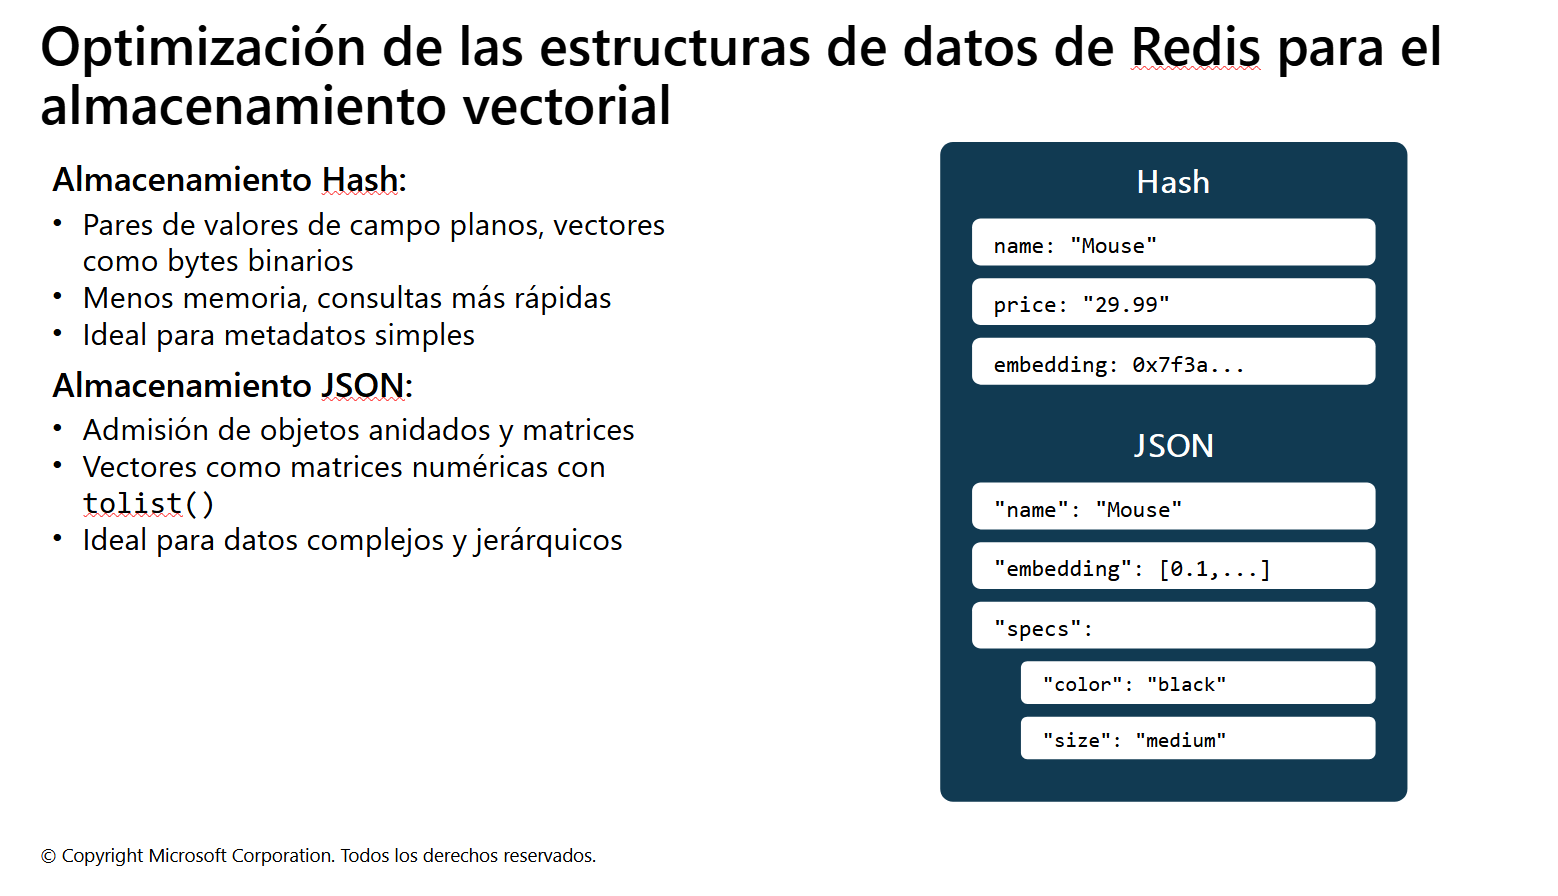 Optimización de las estructuras de datos de Redis para el
almacenamiento vectorial
Almacenamiento Hash:
• Pares de valores de campo planos, vectores
como bytes binarios
• Menos memoria, consultas más rápidas
• Ideal para metadatos simples
Almacenamiento JSON:
• Admisión de objetos anidados y matrices
• Vectores como matrices numéricas con
tolist()
• Ideal para datos complejos y jerárquicos
Hash
name: "Mouse"
price: "29.99"
embedding: 0x7f3a...
JSON
"name": "Mouse"
"embedding": [0.1,...]
"specs":
"color": "black"
"size": "medium"
© Copyright Microsoft Corporation. Todos los derechos reservados.